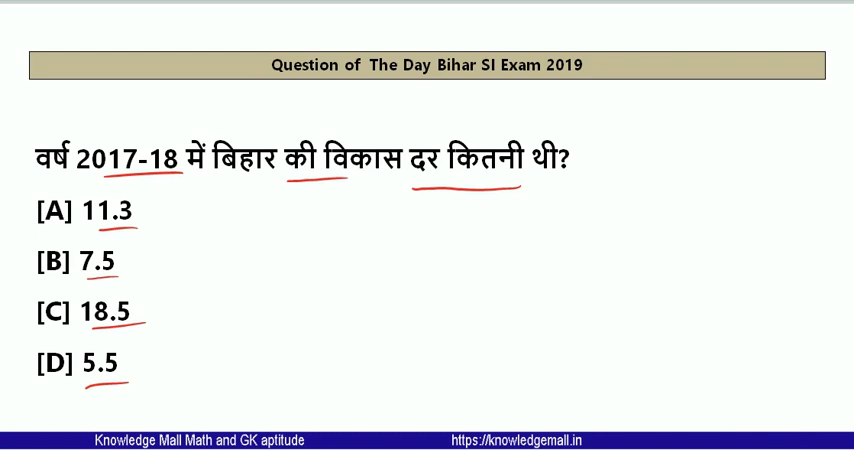 Question of The Day Bihar SI Exam 2019
वर्ष 2017-18 में बिहार की विकास दर कितनी थी?
[A] 11.3
[B] 7.5
[C] 18.5
[D] 5.5
Knowledge Mall Math and GK aptitude https://knowledgemall.in